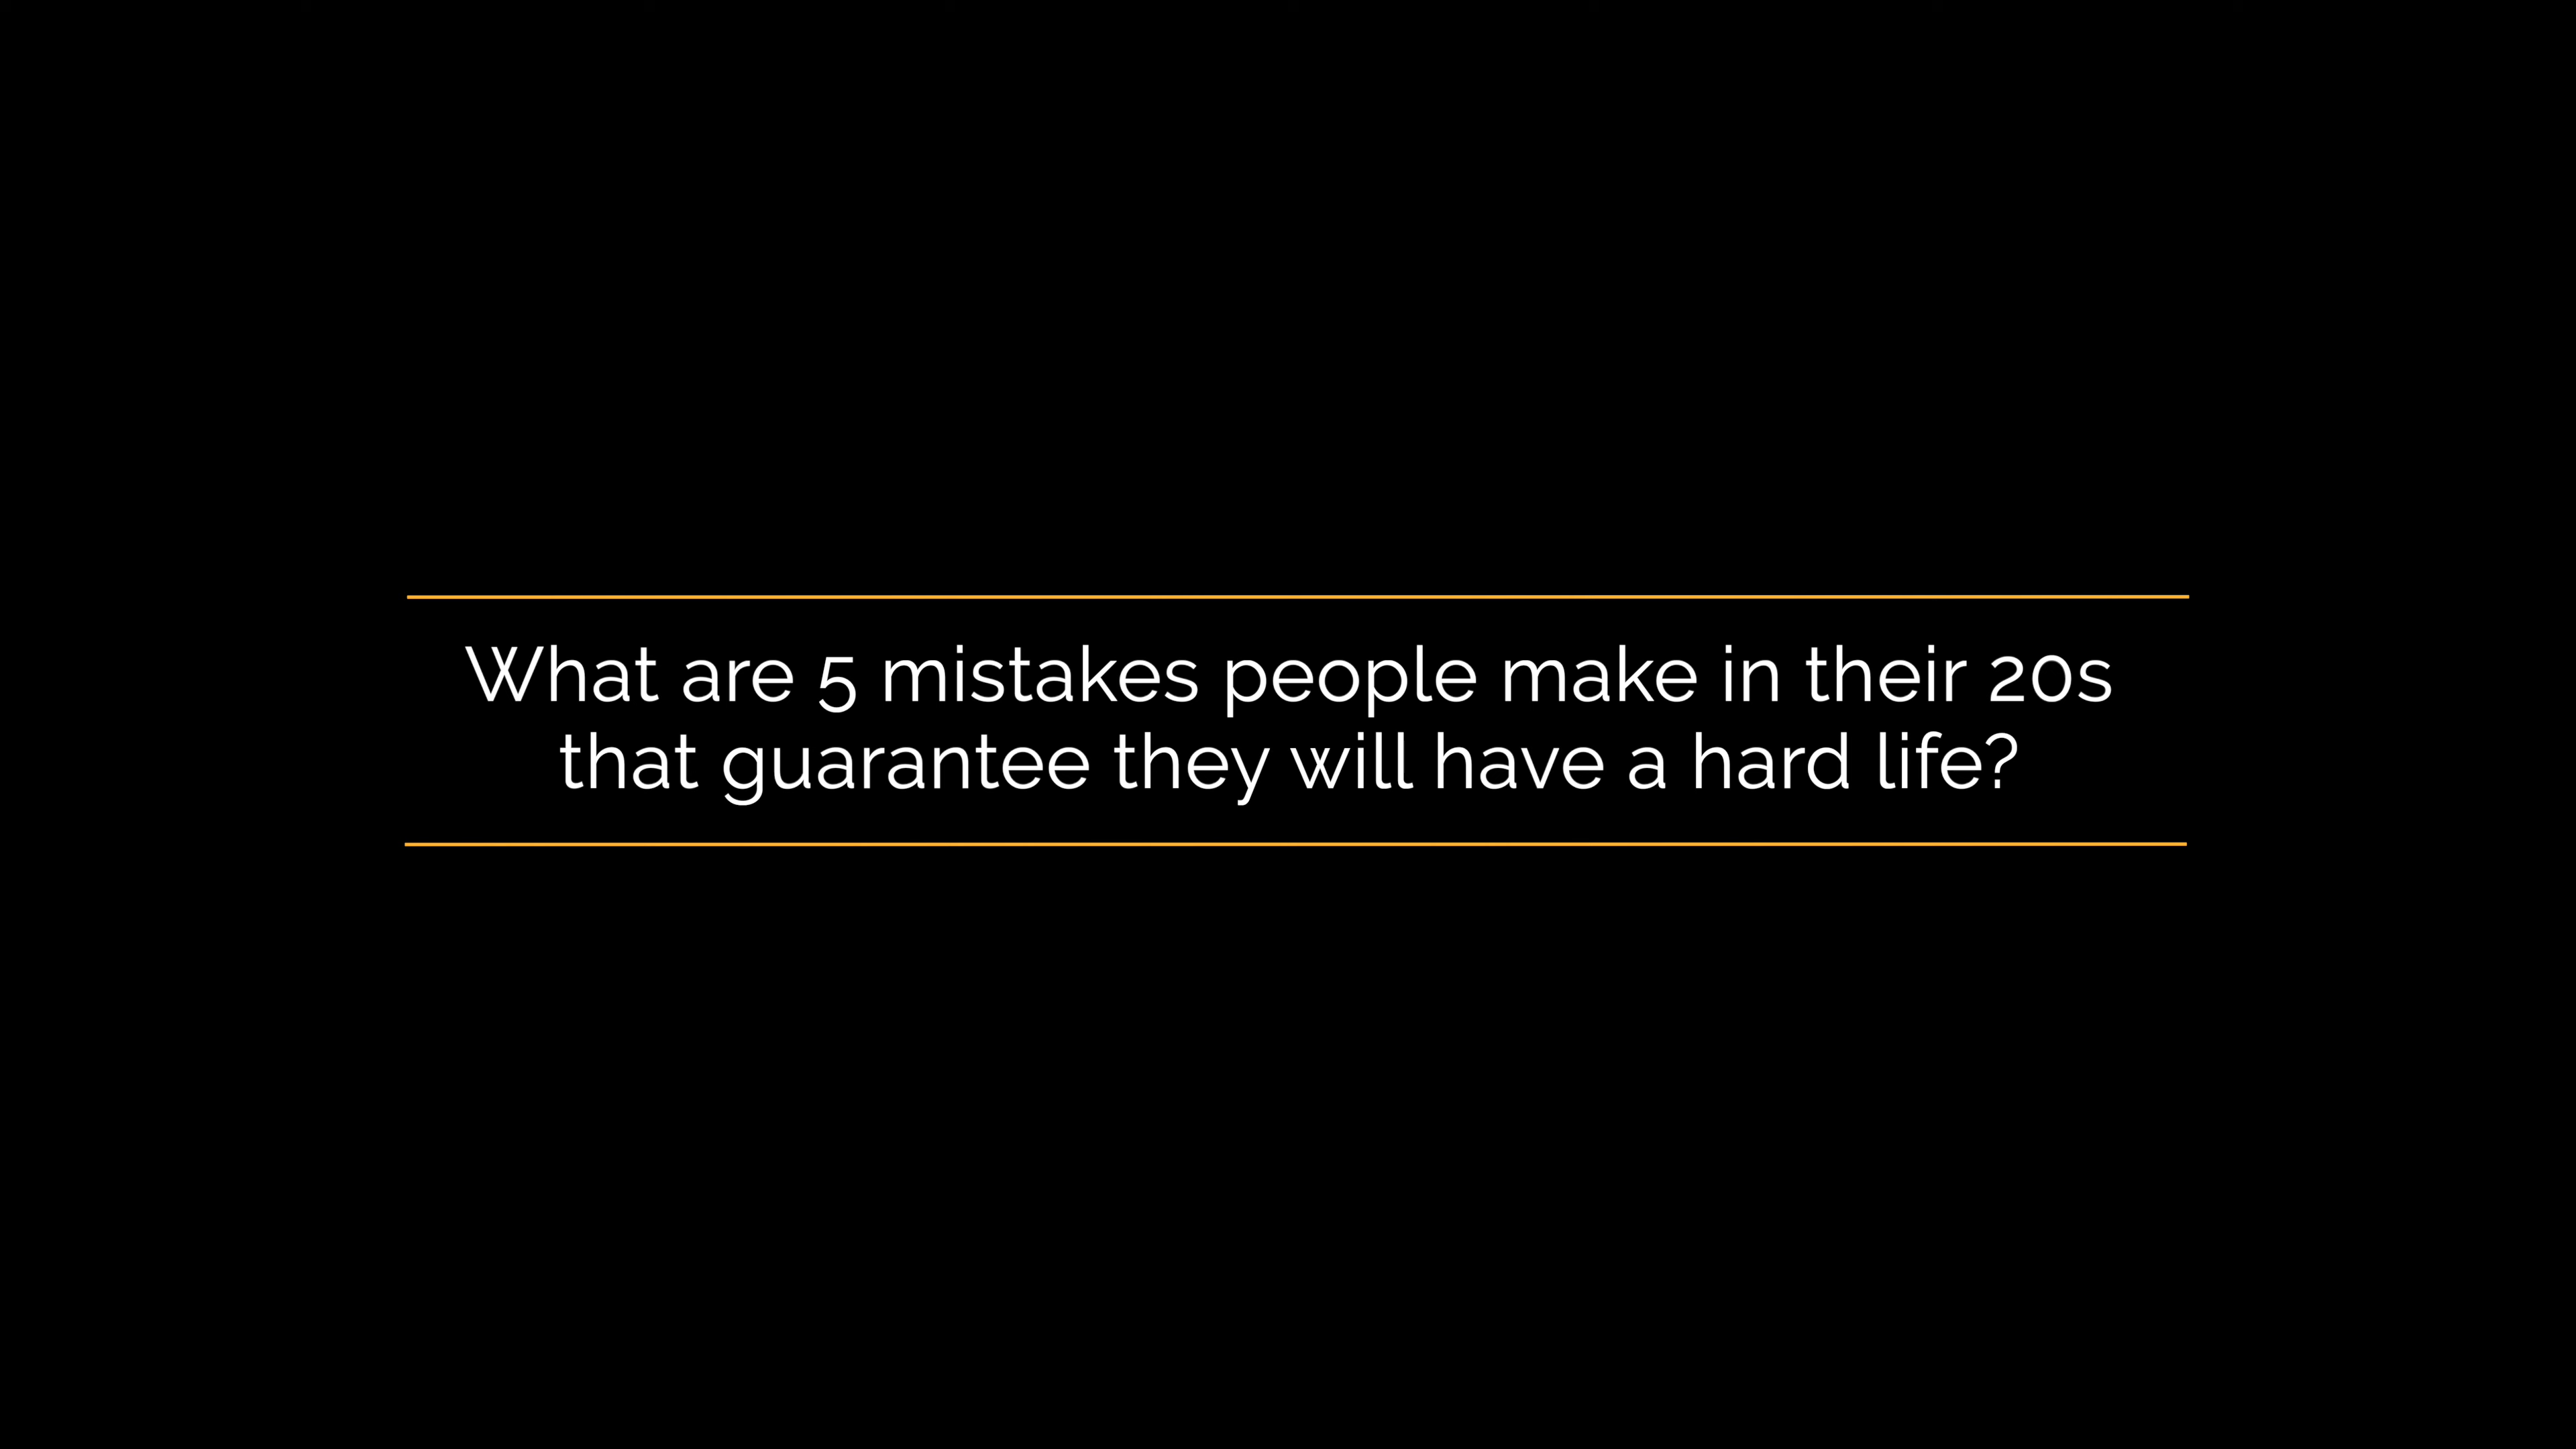 What are 5 mistakes people make in their 20s
that guarantee they will have a hard life?